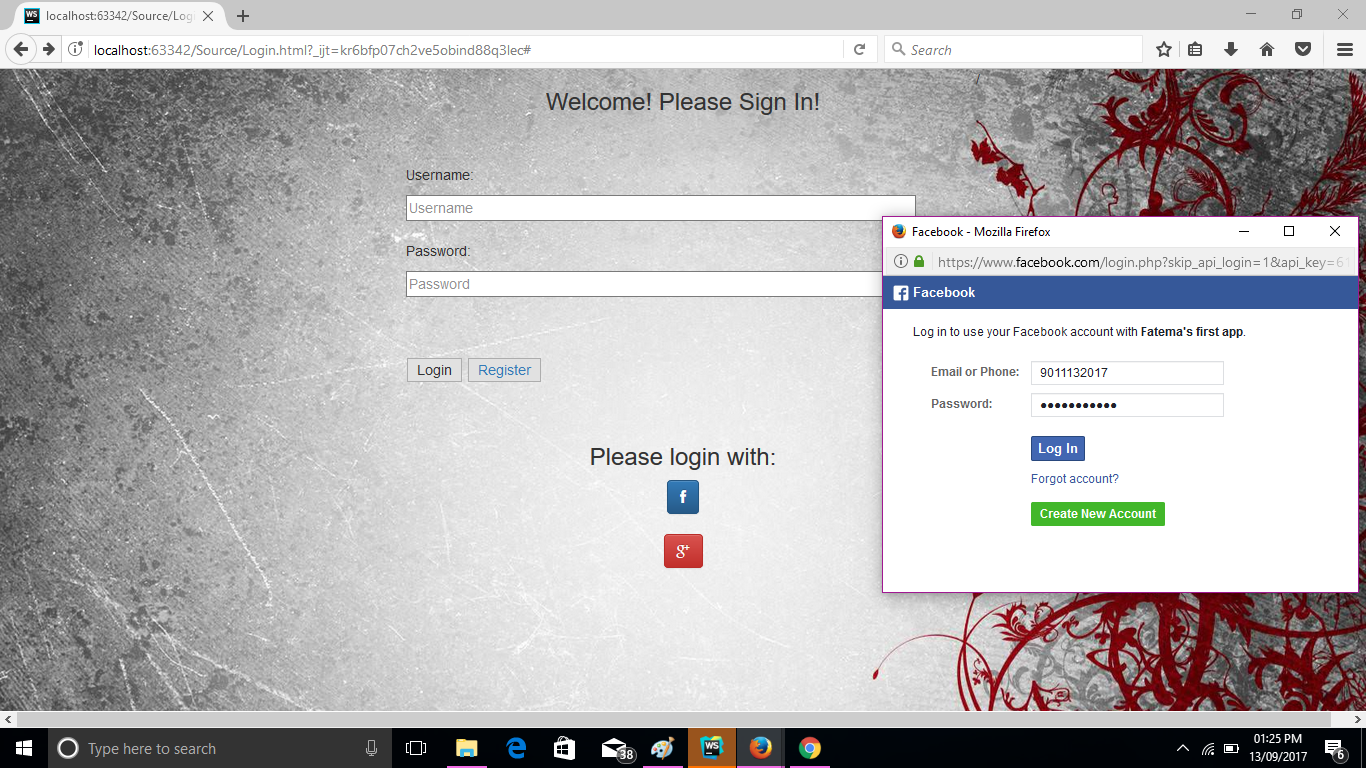 localhost:63342/Source/Logi
localhost:63342/Source/Login.html?_ijt=kr6bfp07ch2ve5obind88q3lec#
Search
Welcome! Please Sign In!
Username:
Username
Password:
Password
Login
Register
Please login with:
f
g+
Facebook - Mozilla Firefox
https://www.facebook.com/login.php?skip_api_login=1&api_key=61
f Facebook
Log in to use your Facebook account with Fatema's first app.
Email or Phone: 9011132017
Password: ●●●●●●●●●●●
Log In
Forgot account?
Create New Account
Type here to search
38
WS
01:25 PM
13/09/2017
6